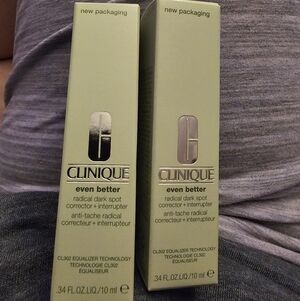 new packaging
CLINIQUE
even better
radical dark spot
corrector + interrupter
anti-tache radical
correcteur + interrupteur
CL302 EQUALIZER TECHNOLOGY
TECHNOLOGIE CL302
ÉQUALISEUR
.34 FL.OZ.LIQ./10 ml ℮
new packaging
CLINIQUE
even better
radical dark spot
corrector + interrupter
anti-tache radical
correcteur + interrupteur
CL302 EQUALIZER TECHNOLOGY
TECHNOLOGIE CL302
ÉQUALISEUR
.34 FL.OZ.LIQ./10 ml ℮